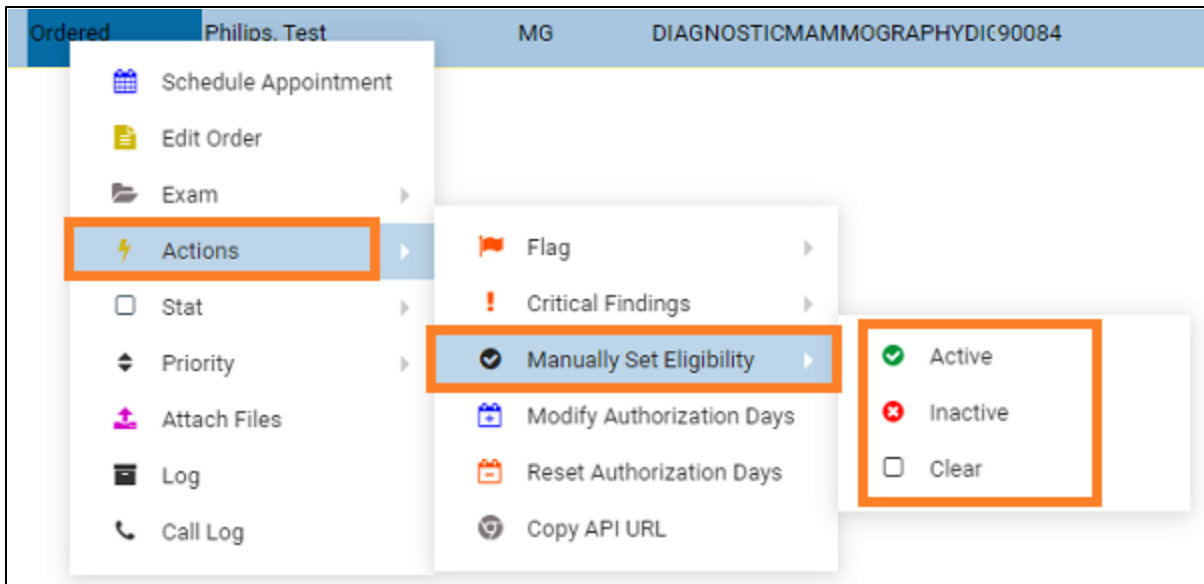 Ordered Philips, Test MG DIAGNOSTICMAMMOGRAPHYDIC90084
Schedule Appointment
Edit Order
Exam
Actions
Stat
Priority
Attach Files
Log
Call Log
Flag
Critical Findings
Manually Set Eligibility
Modify Authorization Days
Reset Authorization Days
Copy API URL
Active
Inactive
Clear